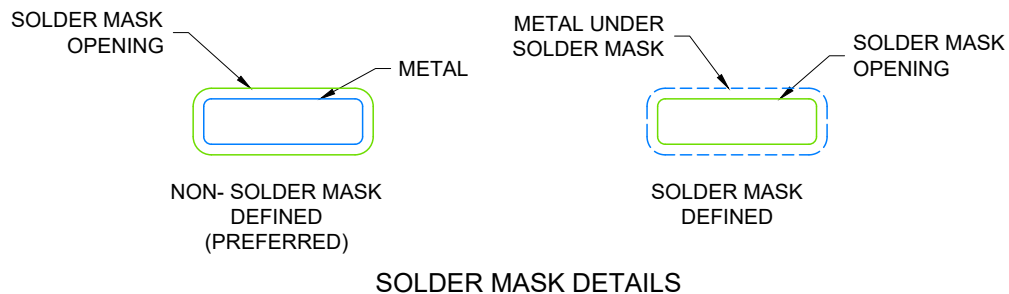 SOLDER MASK
OPENING
METAL
NON- SOLDER MASK
DEFINED
(PREFERRED)
METAL UNDER
SOLDER MASK
SOLDER MASK
OPENING
SOLDER MASK
DEFINED
SOLDER MASK DETAILS